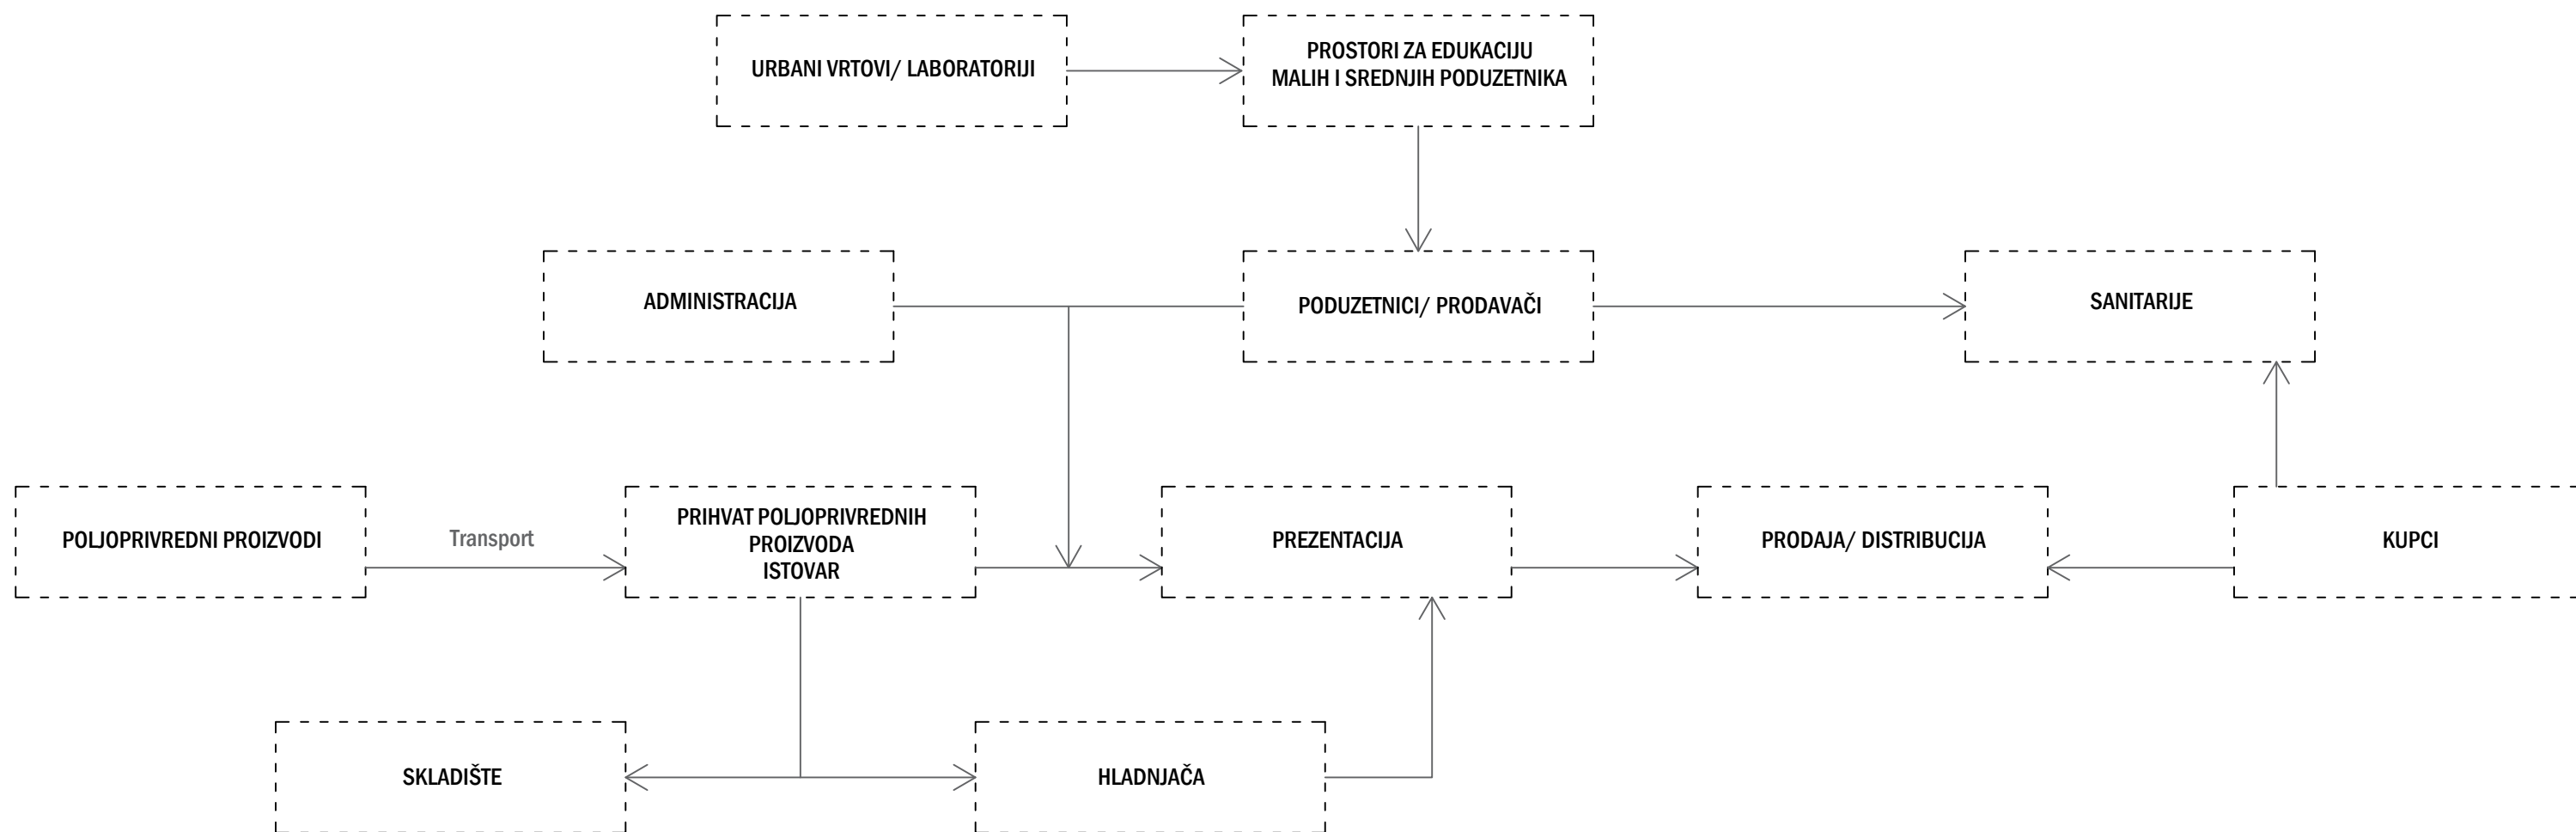 URBANI VRTOVI/ LABORATORIJI
PROSTORI ZA EDUKACIJU
MALIH I SREDNJIH PODUZETNIKA
ADMINISTRACIJA
PODUZETNICI/ PRODAVAČI
SANITARIJE
POLJOPRIVREDNI PROIZVODI
Transport
PRIHVAT POLJOPRIVREDNIH
PROIZVODA
ISTOVAR
PREZENTACIJA
PRODAJA/ DISTRIBUCIJA
KUPCI
SKLADIŠTE
HLADNJAČA